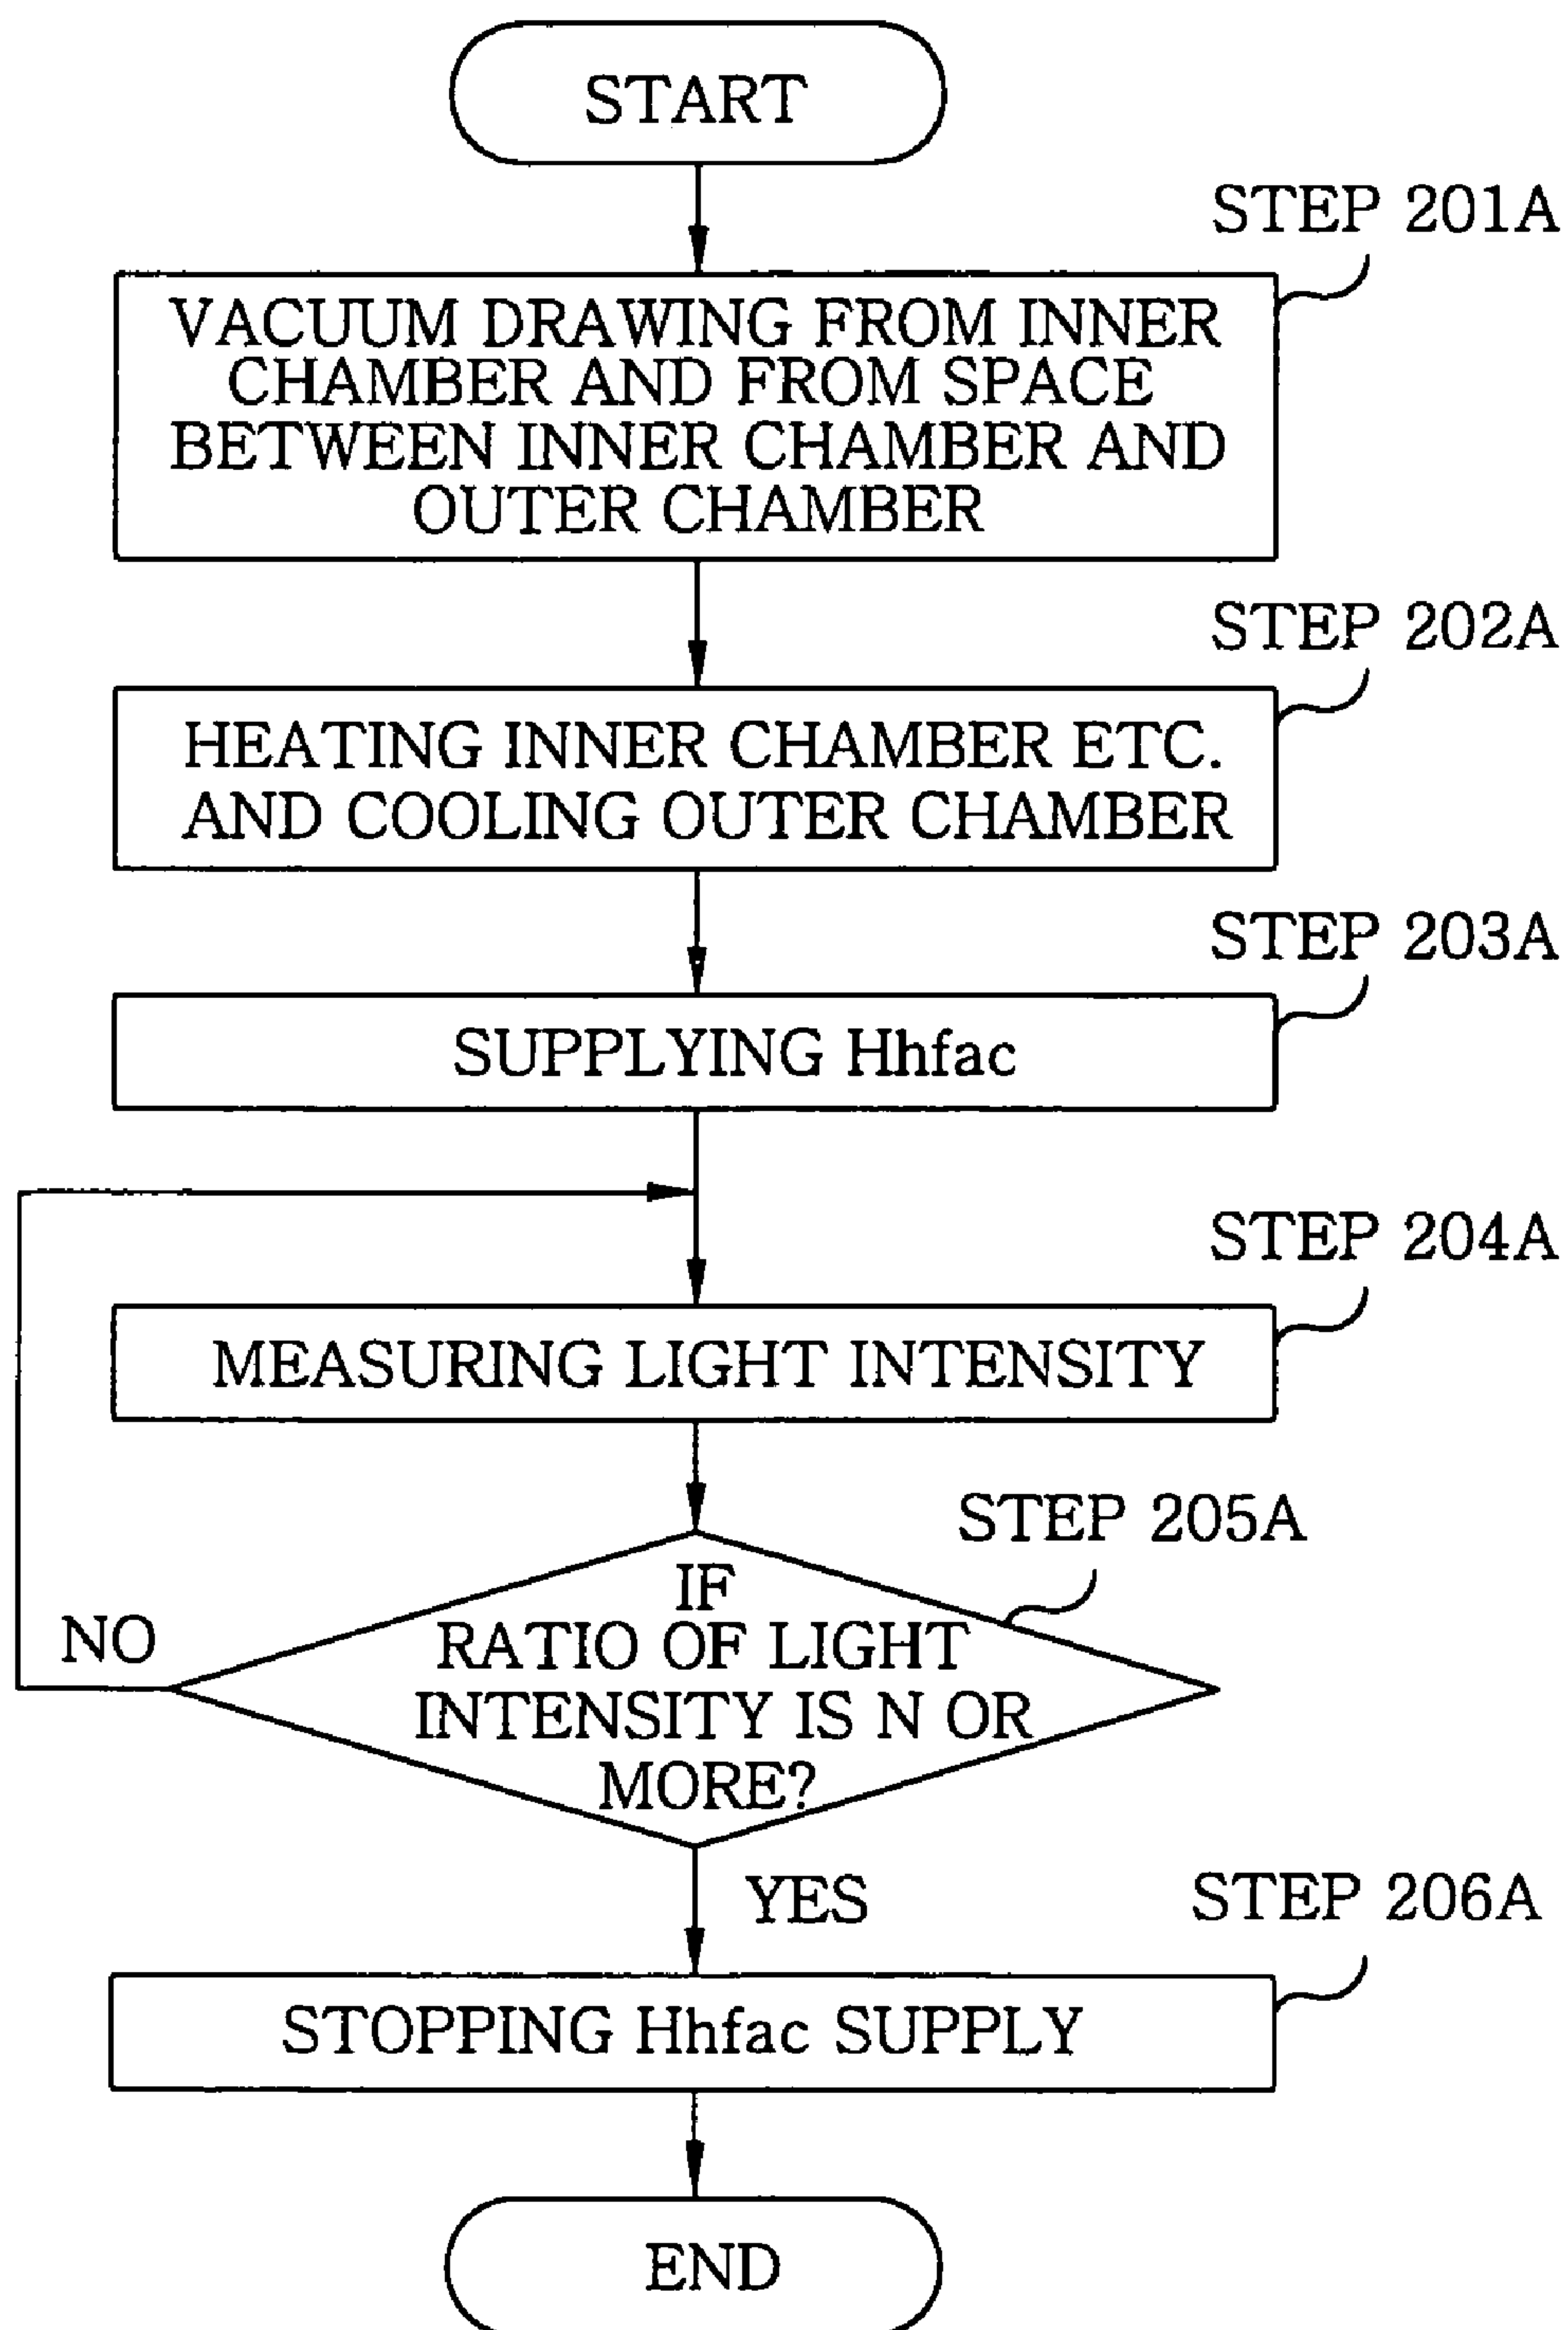 START
STEP 201A
VACUUM DRAWING FROM INNER
CHAMBER AND FROM SPACE
BETWEEN INNER CHAMBER AND
OUTER CHAMBER
STEP 202A
HEATING INNER CHAMBER ETC.
AND COOLING OUTER CHAMBER
STEP 203A
SUPPLYING Hhfac
STEP 204A
MEASURING LIGHT INTENSITY
STEP 205A
IF
RATIO OF LIGHT
INTENSITY IS N OR
MORE?
NO
YES
STEP 206A
STOPPING Hhfac SUPPLY
END